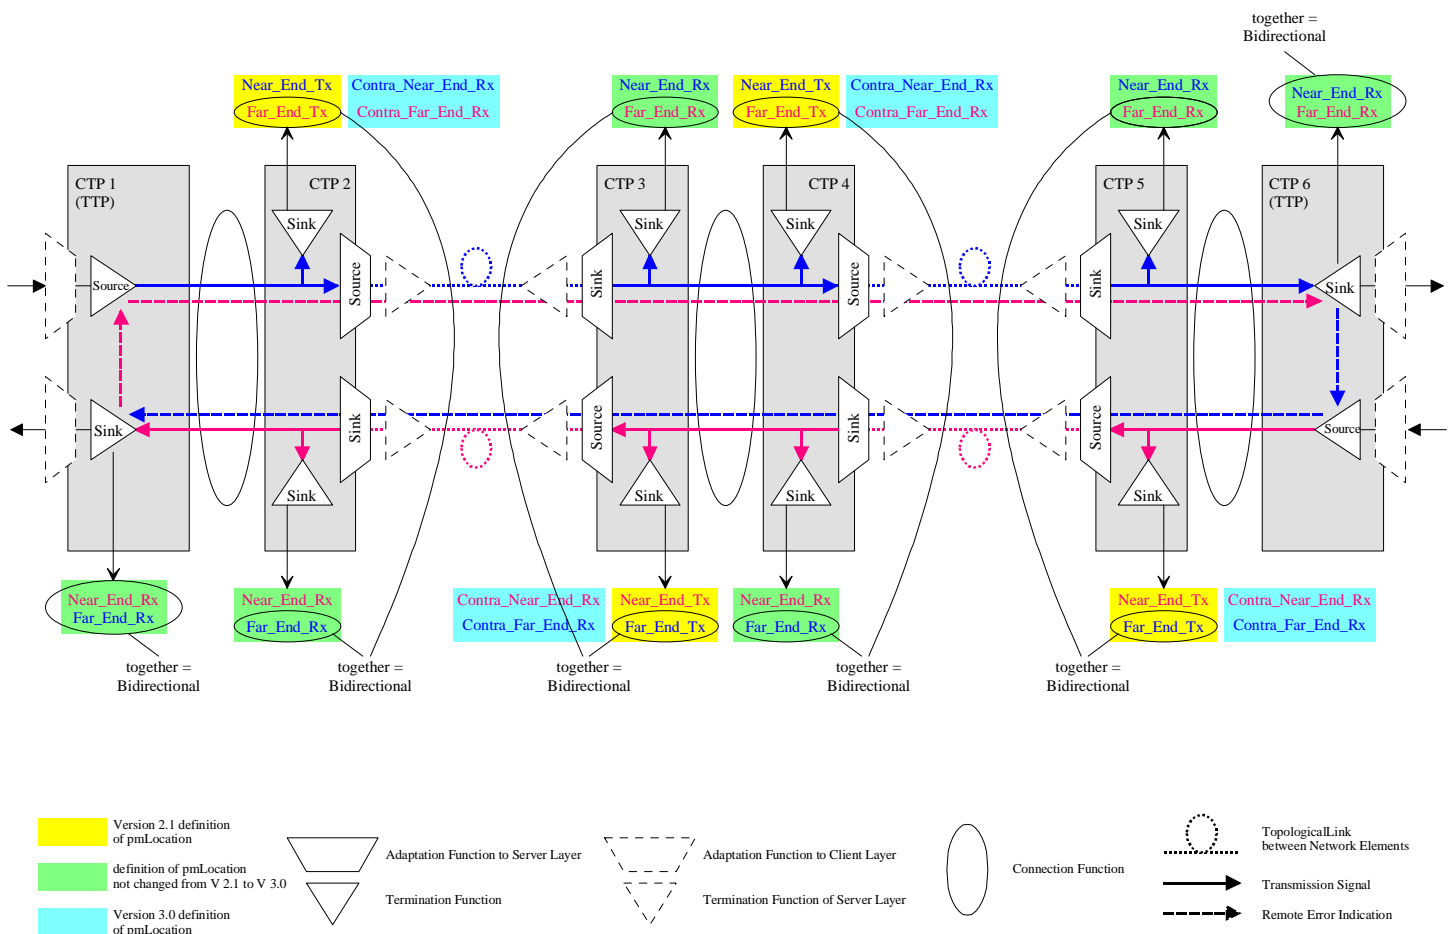 together =
Bidirectional
Near_End_Tx
Contra_Near_End_Rx
Near_End_Rx
Near_End_Tx
Contra_Near_End_Rx
Near_End_Rx
Near_End_Rx
Far_End_Tx
Contra_Far_End_Rx
Far_End_Rx
Far_End_Tx
Contra_Far_End_Rx
Far_End_Rx
Far_End_Rx
CTP 1
(TTP)
CTP 2
CTP 3
CTP 4
CTP 5
CTP 6
(TTP)
Sink
Sink
Sink
Sink
Source
Source
Sink
Source
Sink
Sink
Sink
Sink
Source
Sink
Source
Source
Sink
Sink
Sink
Sink
Near_End_Rx
Far_End_Rx
Near_End_Rx
Far_End_Rx
Contra_Near_End_Rx
Contra_Far_End_Rx
Near_End_Tx
Far_End_Tx
Near_End_Rx
Far_End_Rx
Near_End_Tx
Far_End_Tx
Contra_Near_End_Rx
Contra_Far_End_Rx
together =
Bidirectional
together =
Bidirectional
together =
Bidirectional
together =
Bidirectional
together =
Bidirectional
Version 2.1 definition
of pmLocation
definition of pmLocation
not changed from V 2.1 to V 3.0
Version 3.0 definition
of pmLocation
Adaptation Function to Server Layer
Termination Function
Adaptation Function to Client Layer
Termination Function of Server Layer
Connection Function
TopologicalLink
between Network Elements
Transmission Signal
Remote Error Indication